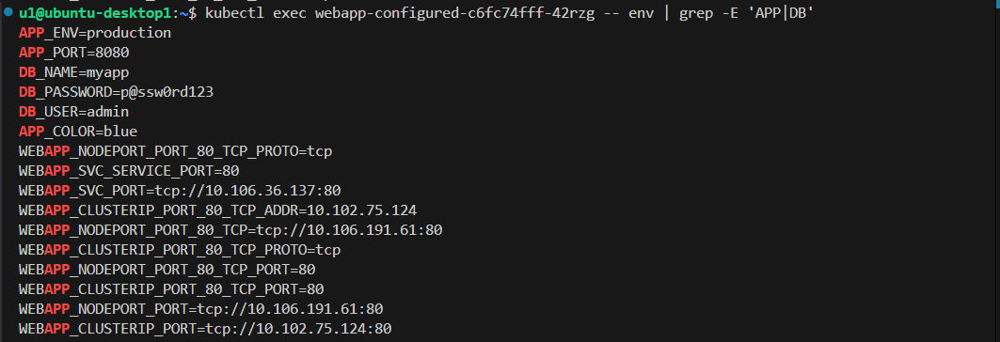 u1@ubuntu-desktop1:~$ kubectl exec webapp-configured-c6fc74fff-42rzg -- env | grep -E 'APP|DB'
APP_ENV=production
APP_PORT=8080
DB_NAME=myapp
DB_PASSWORD=p@ssw0rd123
DB_USER=admin
APP_COLOR=blue
WEBAPP_NODEPORT_PORT_80_TCP_PROTO=tcp
WEBAPP_SVC_SERVICE_PORT=80
WEBAPP_SVC_PORT=tcp://10.106.36.137:80
WEBAPP_CLUSTERIP_PORT_80_TCP_ADDR=10.102.75.124
WEBAPP_NODEPORT_PORT_80_TCP=tcp://10.106.191.61:80
WEBAPP_CLUSTERIP_PORT_80_TCP_PROTO=tcp
WEBAPP_NODEPORT_PORT_80_TCP_PORT=80
WEBAPP_CLUSTERIP_PORT_80_TCP_PORT=80
WEBAPP_NODEPORT_PORT=tcp://10.106.191.61:80
WEBAPP_CLUSTERIP_PORT=tcp://10.102.75.124:80